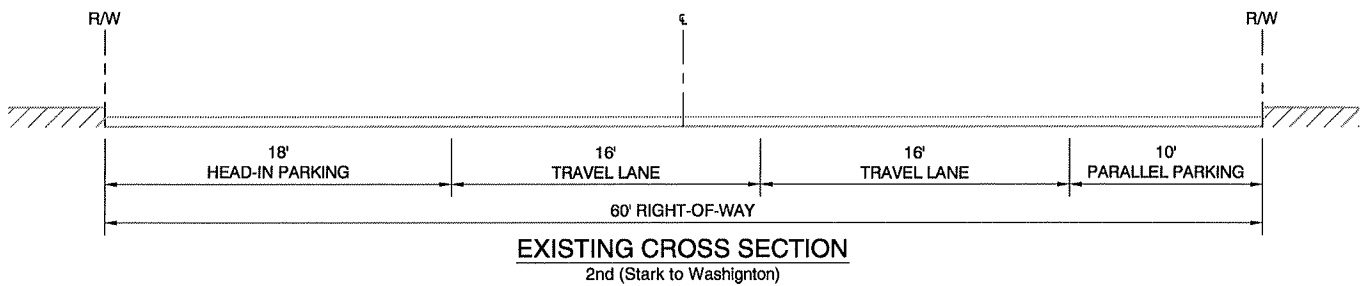 R/W ℄ R/W
18' 16' 16' 10'
HEAD-IN PARKING TRAVEL LANE TRAVEL LANE PARALLEL PARKING
60' RIGHT-OF-WAY
EXISTING CROSS SECTION
2nd (Stark to Washignton)